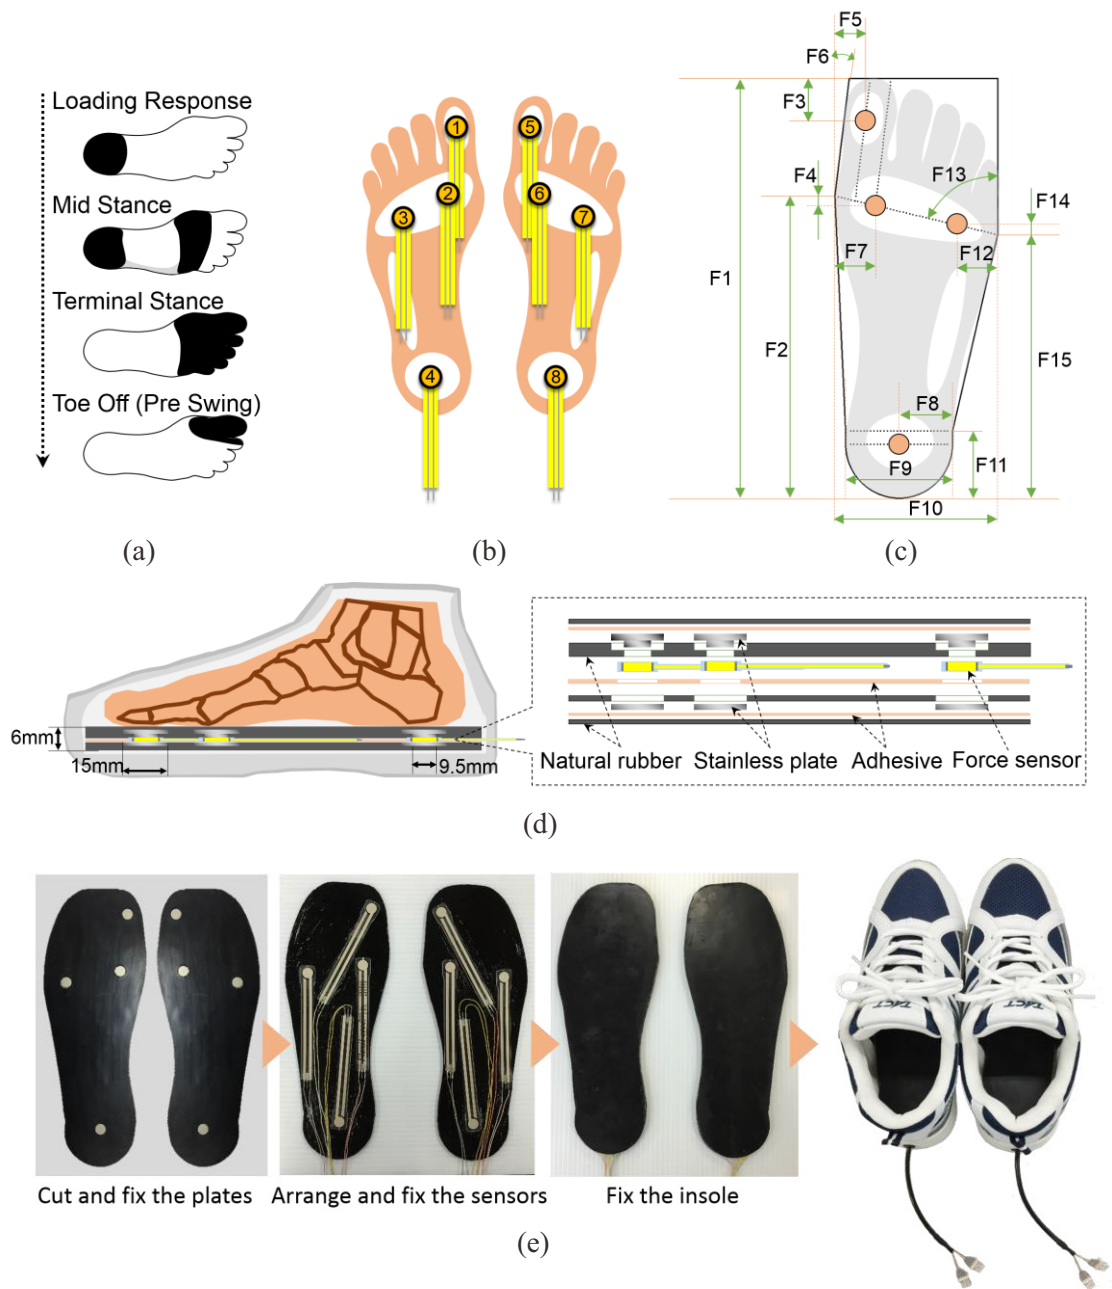 Loading Response
Mid Stance
Terminal Stance
Toe Off (Pre Swing)
(a)
1
2
3
4
5
6
7
8
(b)
F5
F6
F3
F4
F13
F14
F7
F12
F1
F2
F15
F8
F9
F11
F10
(c)
6mm
15mm
9.5mm
Natural rubber
Stainless plate
Adhesive
Force sensor
(d)
Cut and fix the plates
Arrange and fix the sensors
Fix the insole
(e)